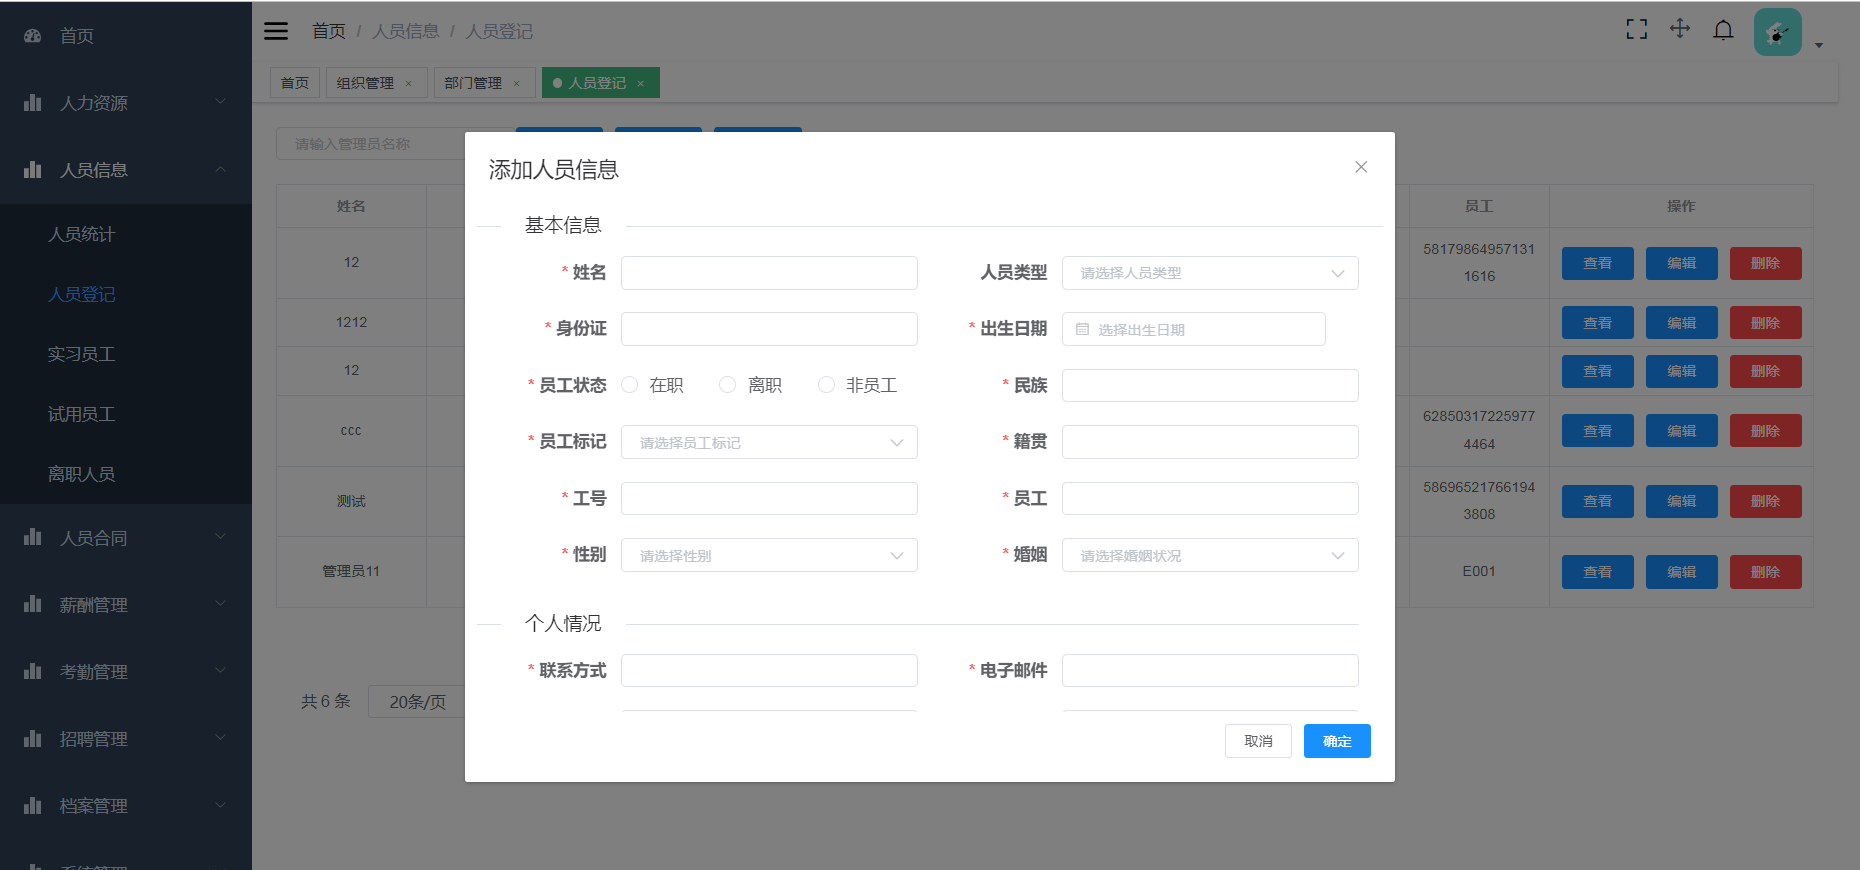 首页
人力资源
人员信息
人员统计
人员登记
实习员工
试用员工
离职人员
人员合同
薪酬管理
考勤管理
招聘管理
档案管理
系统管理
首页 / 人员信息 / 人员登记
首页 组织管理 × 部门管理 × 人员登记 ×
请输入管理员名称
姓名 员工 操作
12 58179864957131
1616 查看 编辑 删除
1212 查看 编辑 删除
12 查看 编辑 删除
ccc 62850317225977
4464 查看 编辑 删除
测试 58696521766194
3808 查看 编辑 删除
管理员11 E001 查看 编辑 删除
共 6 条 20条/页
添加人员信息
基本信息
* 姓名 人员类型 请选择人员类型
* 身份证 * 出生日期 选择出生日期
* 员工状态 在职 离职 非员工 * 民族
* 员工标记 请选择员工标记 * 籍贯
* 工号 * 员工
* 性别 请选择性别 * 婚姻 请选择婚姻状况
个人情况
* 联系方式 * 电子邮件
取消 确定